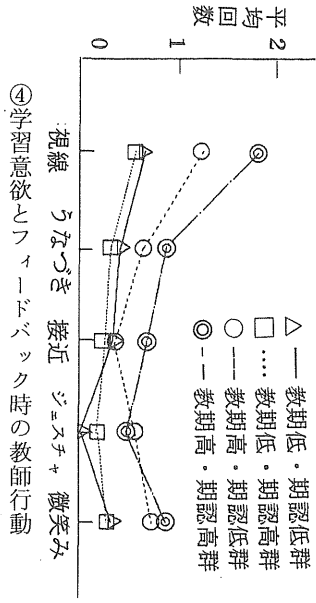 平均回数
0 1 2
視線 うなづき 接近 ジェスチャ 微笑み
△ — 教期低・期認低群
□ ···· 教期低・期認高群
○ --- 教期高・期認低群
◎ -·— 教期高・期認高群
④学習意欲とフィードバック時の教師行動